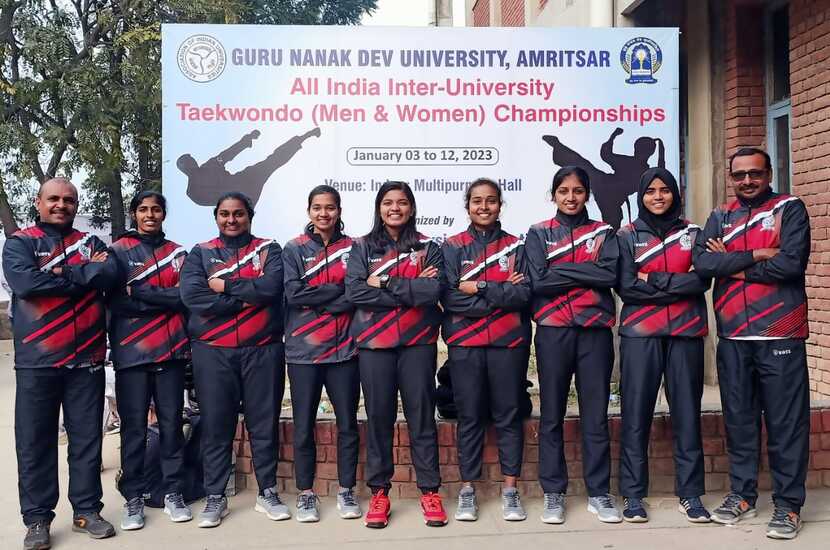 GURU NANAK DEV UNIVERSITY, AMRITSAR
All India Inter-University
Taekwondo (Men & Women) Championships
January 03 to 12, 2023
Venue: Hall